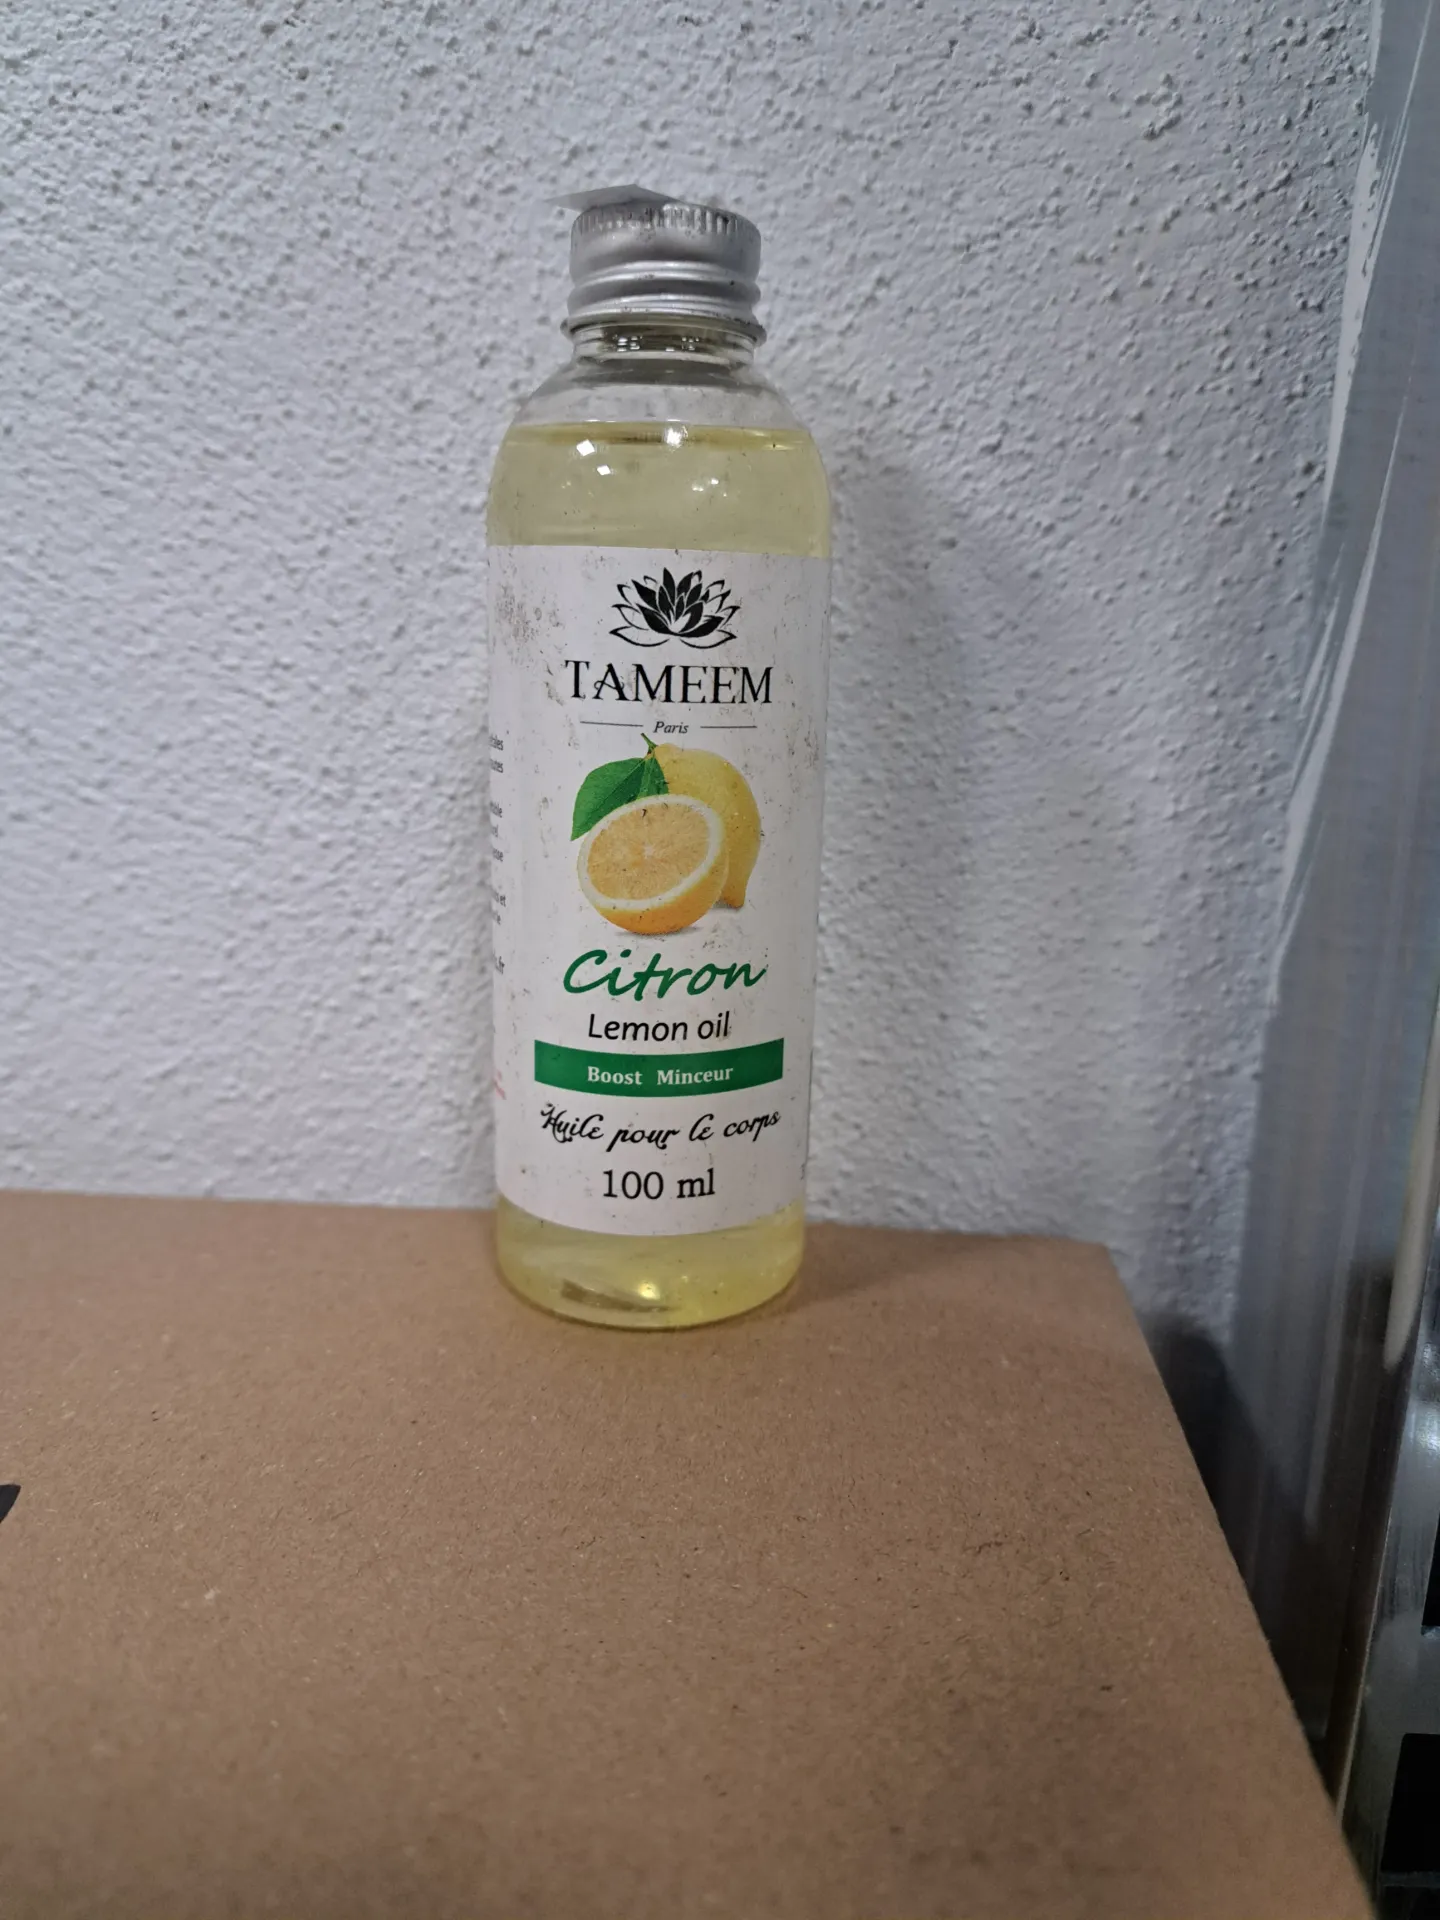 TAMEEM
Paris
Citron
Lemon oil
Boost Minceur
Huile pour le corps
100 ml